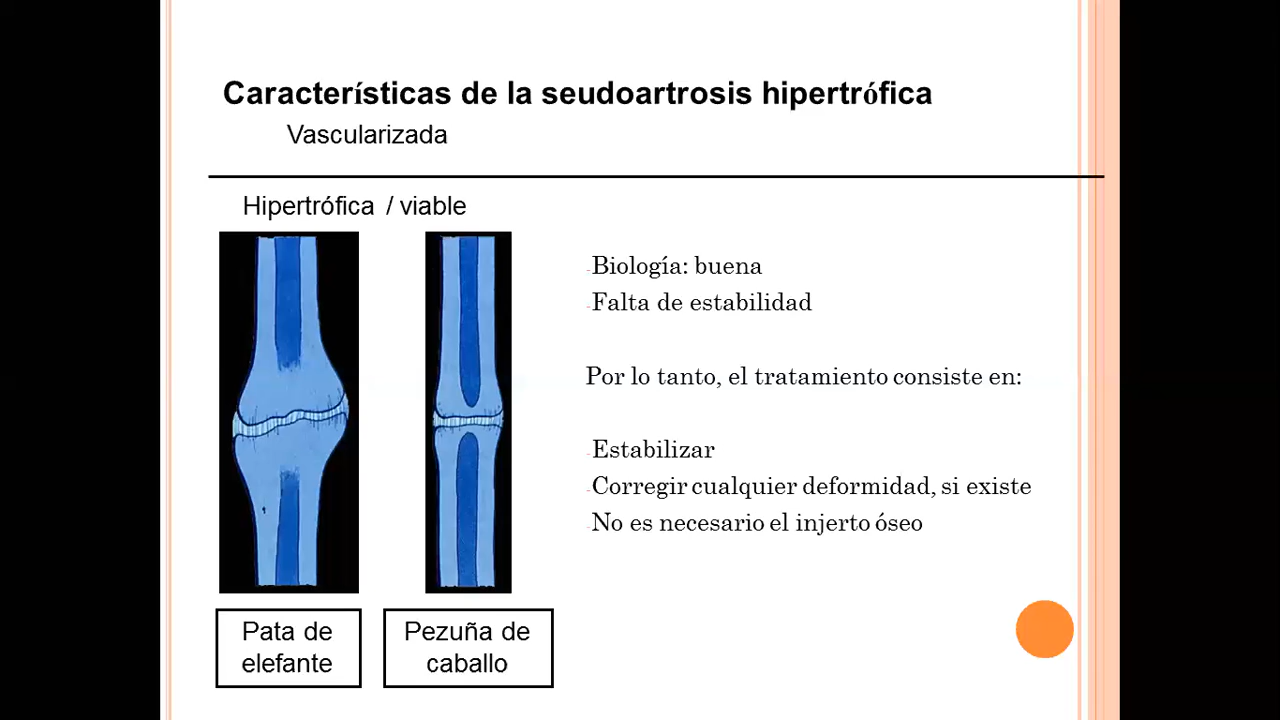 Características de la seudoartrosis hipertrófica
Vascularizada
Hipertrófica / viable
-Biología: buena
-Falta de estabilidad
Por lo tanto, el tratamiento consiste en:
-Estabilizar
-Corregir cualquier deformidad, si existe
-No es necesario el injerto óseo
Pata de
elefante
Pezuña de
caballo